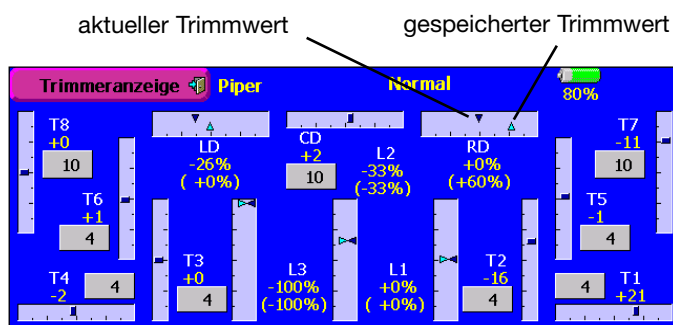 aktueller Trimmwert
gespeicherter Trimmwert
Trimmeranzeige Piper Normal 80%
T8
+0
10
LD
-26%
( +0%)
CD
+2
10
L2
-33%
(-33%)
RD
+0%
(+60%)
T7
-11
10
T6
+1
4
T5
-1
4
T4
-2
4
T3
+0
4
L3
-100%
(-100%)
L1
+0%
( +0%)
T2
-16
4
4
T1
+21